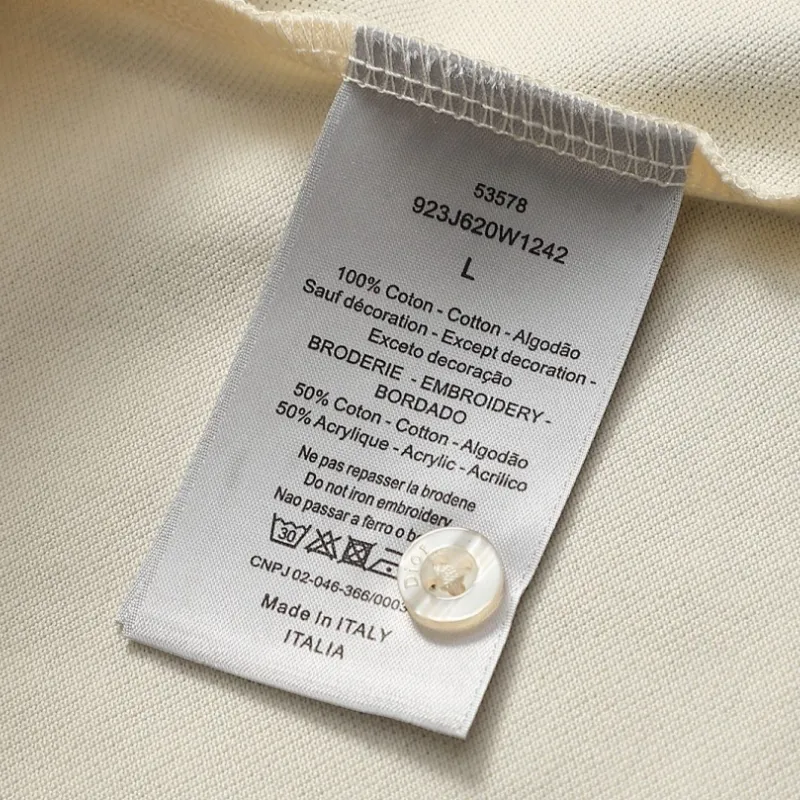 53578
923J620W1242
L
100% Coton - Cotton - Algodão
Sauf décoration - Except decoration -
Exceto decoração
BRODERIE - EMBROIDERY -
BORDADO
50% Coton - Cotton - Algodão
50% Acrylique - Acrylic - Acrilico
Ne pas repasser la brodene
Do not iron embroidery
Nao passar a ferro o
30
CNPJ 02-046-366/0003
Dior
Made In ITALY
ITALIA